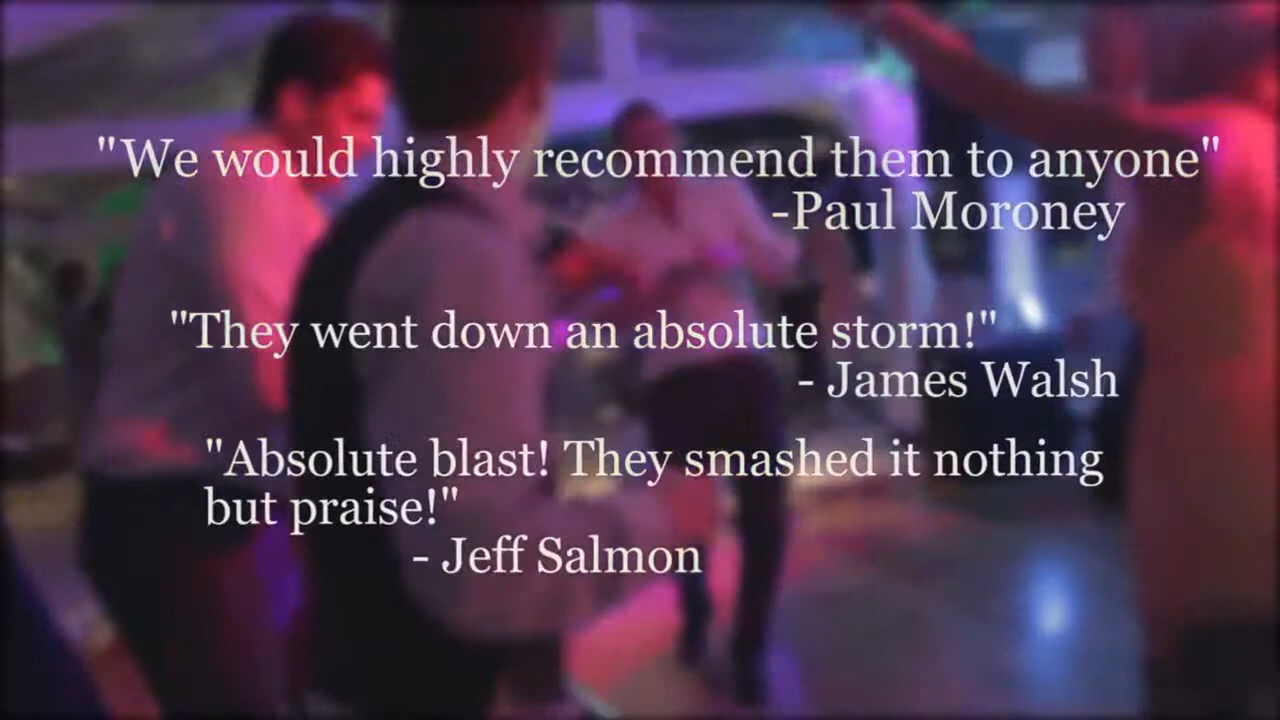 "We would highly recommend them to anyone"
-Paul Moroney
"They went down an absolute storm!"
- James Walsh
"Absolute blast! They smashed it nothing
but praise!"
- Jeff Salmon